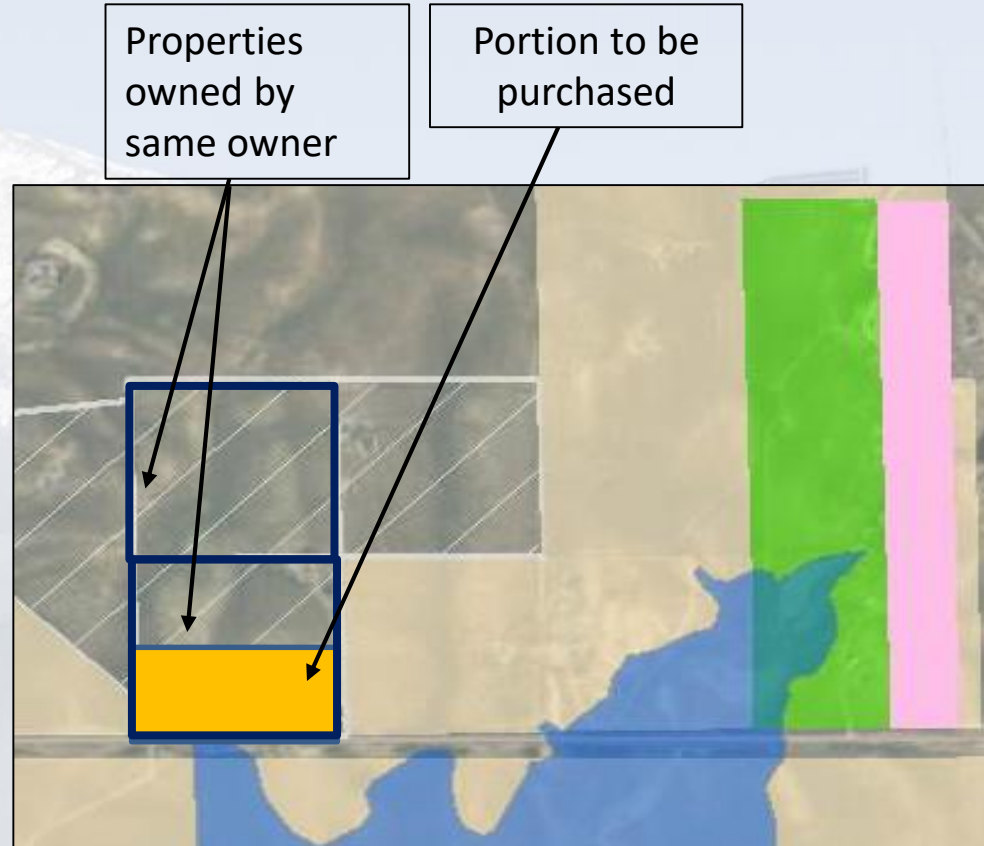 Properties
owned by
same owner
Portion to be
purchased